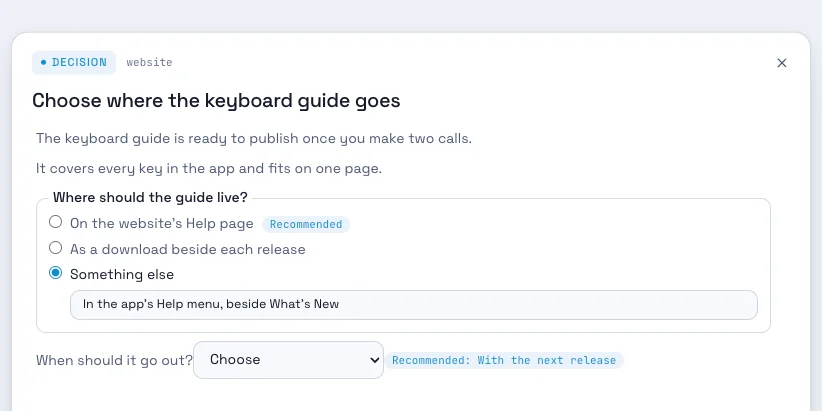 DECISION website
Choose where the keyboard guide goes
The keyboard guide is ready to publish once you make two calls.
It covers every key in the app and fits on one page.
Where should the guide live?
On the website's Help page Recommended
As a download beside each release
Something else
In the app's Help menu, beside What's New
When should it go out? Choose Recommended: With the next release